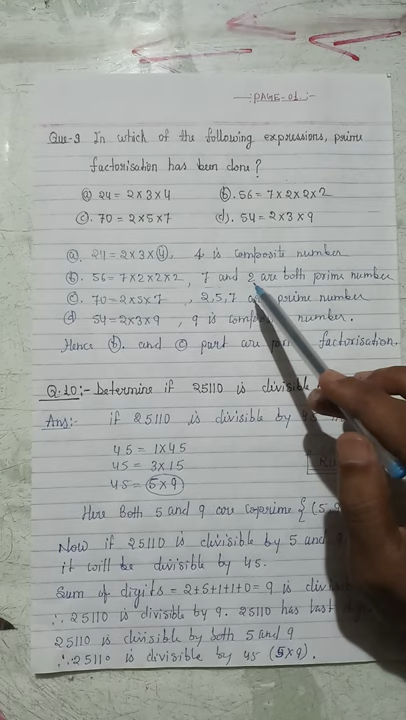 —: PAGE-01 :-
Que-9 In which of the following expressions, prime
factorisation has been done?
(a) 24 = 2×3×4 (b). 56 = 7×2×2×2
(c). 70 = 2×5×7 (d). 54 = 2×3×9
(a). 24 = 2×3×4, 4 is composite number
(b). 56 = 7×2×2×2, 7 and 2 are both prime number
(c). 70 = 2×5×7, 2,5,7 prime number
(d) 54 = 2×3×9, 9 is number.
Hence (b). and (c) part are factorisation.
Q.10:- Determine if 25110 is divisible
Ans:- if 25110 is divisible by 45
45 = 1×45
45 = 3×15
45 = 5×9
Here both 5 and 9 are coprime { (5,9
Now if 25110 is divisible by 5 and
it will be divisible by 45.
Sum of digits = 2+5+1+1+0 = 9 is
∴ 25110 is divisible by 9. 25110 has last
25110 is divisible by both 5 and 9
∴ 25110 is divisible by 45 (5×9).